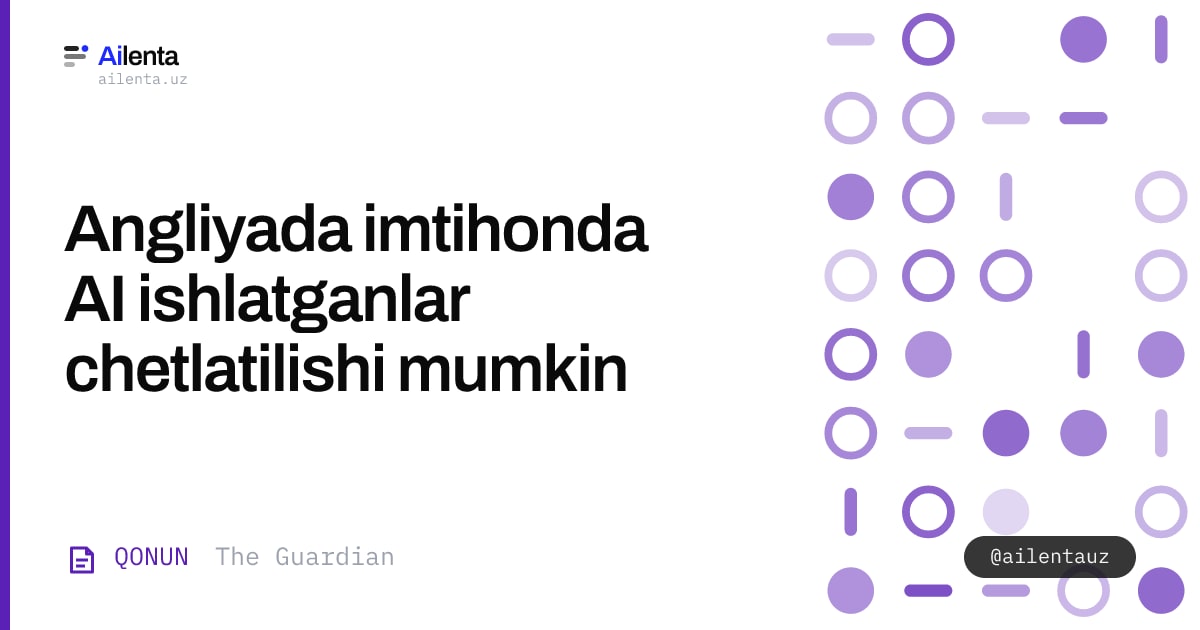 Ailenta
ailenta.uz
Angliyada imtihonda
AI ishlatganlar
chetlatilishi mumkin
QONUN The Guardian
@ailentauz